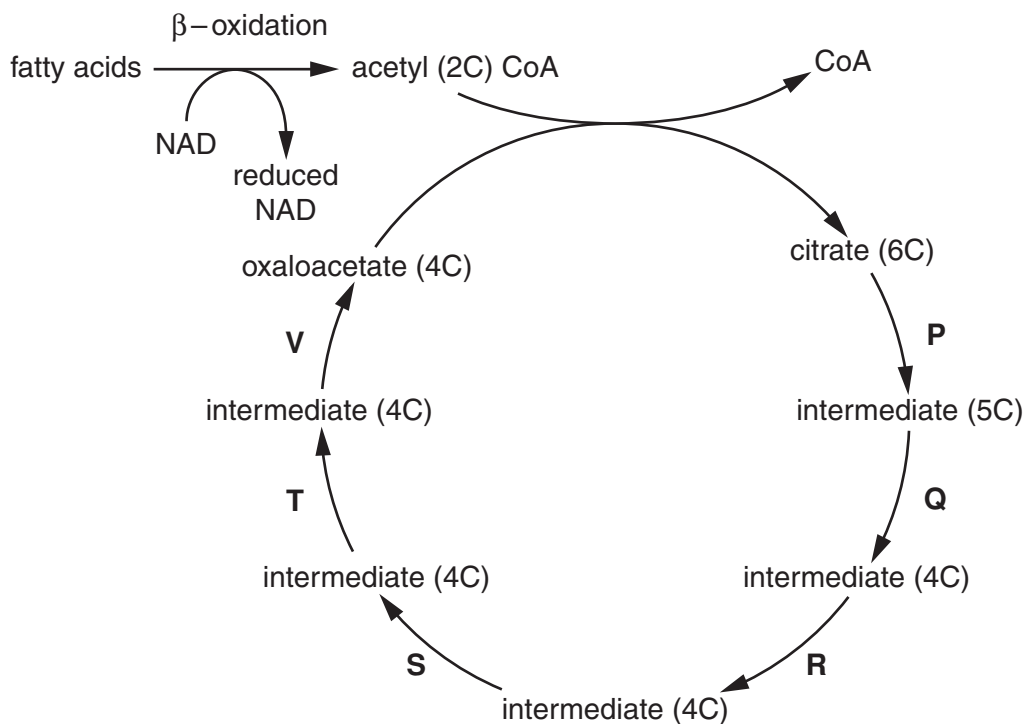 β–oxidation
fatty acids
acetyl (2C) CoA
CoA
NAD
reduced
NAD
oxaloacetate (4C)
citrate (6C)
V
P
intermediate (4C)
intermediate (5C)
T
Q
intermediate (4C)
intermediate (4C)
S
R
intermediate (4C)